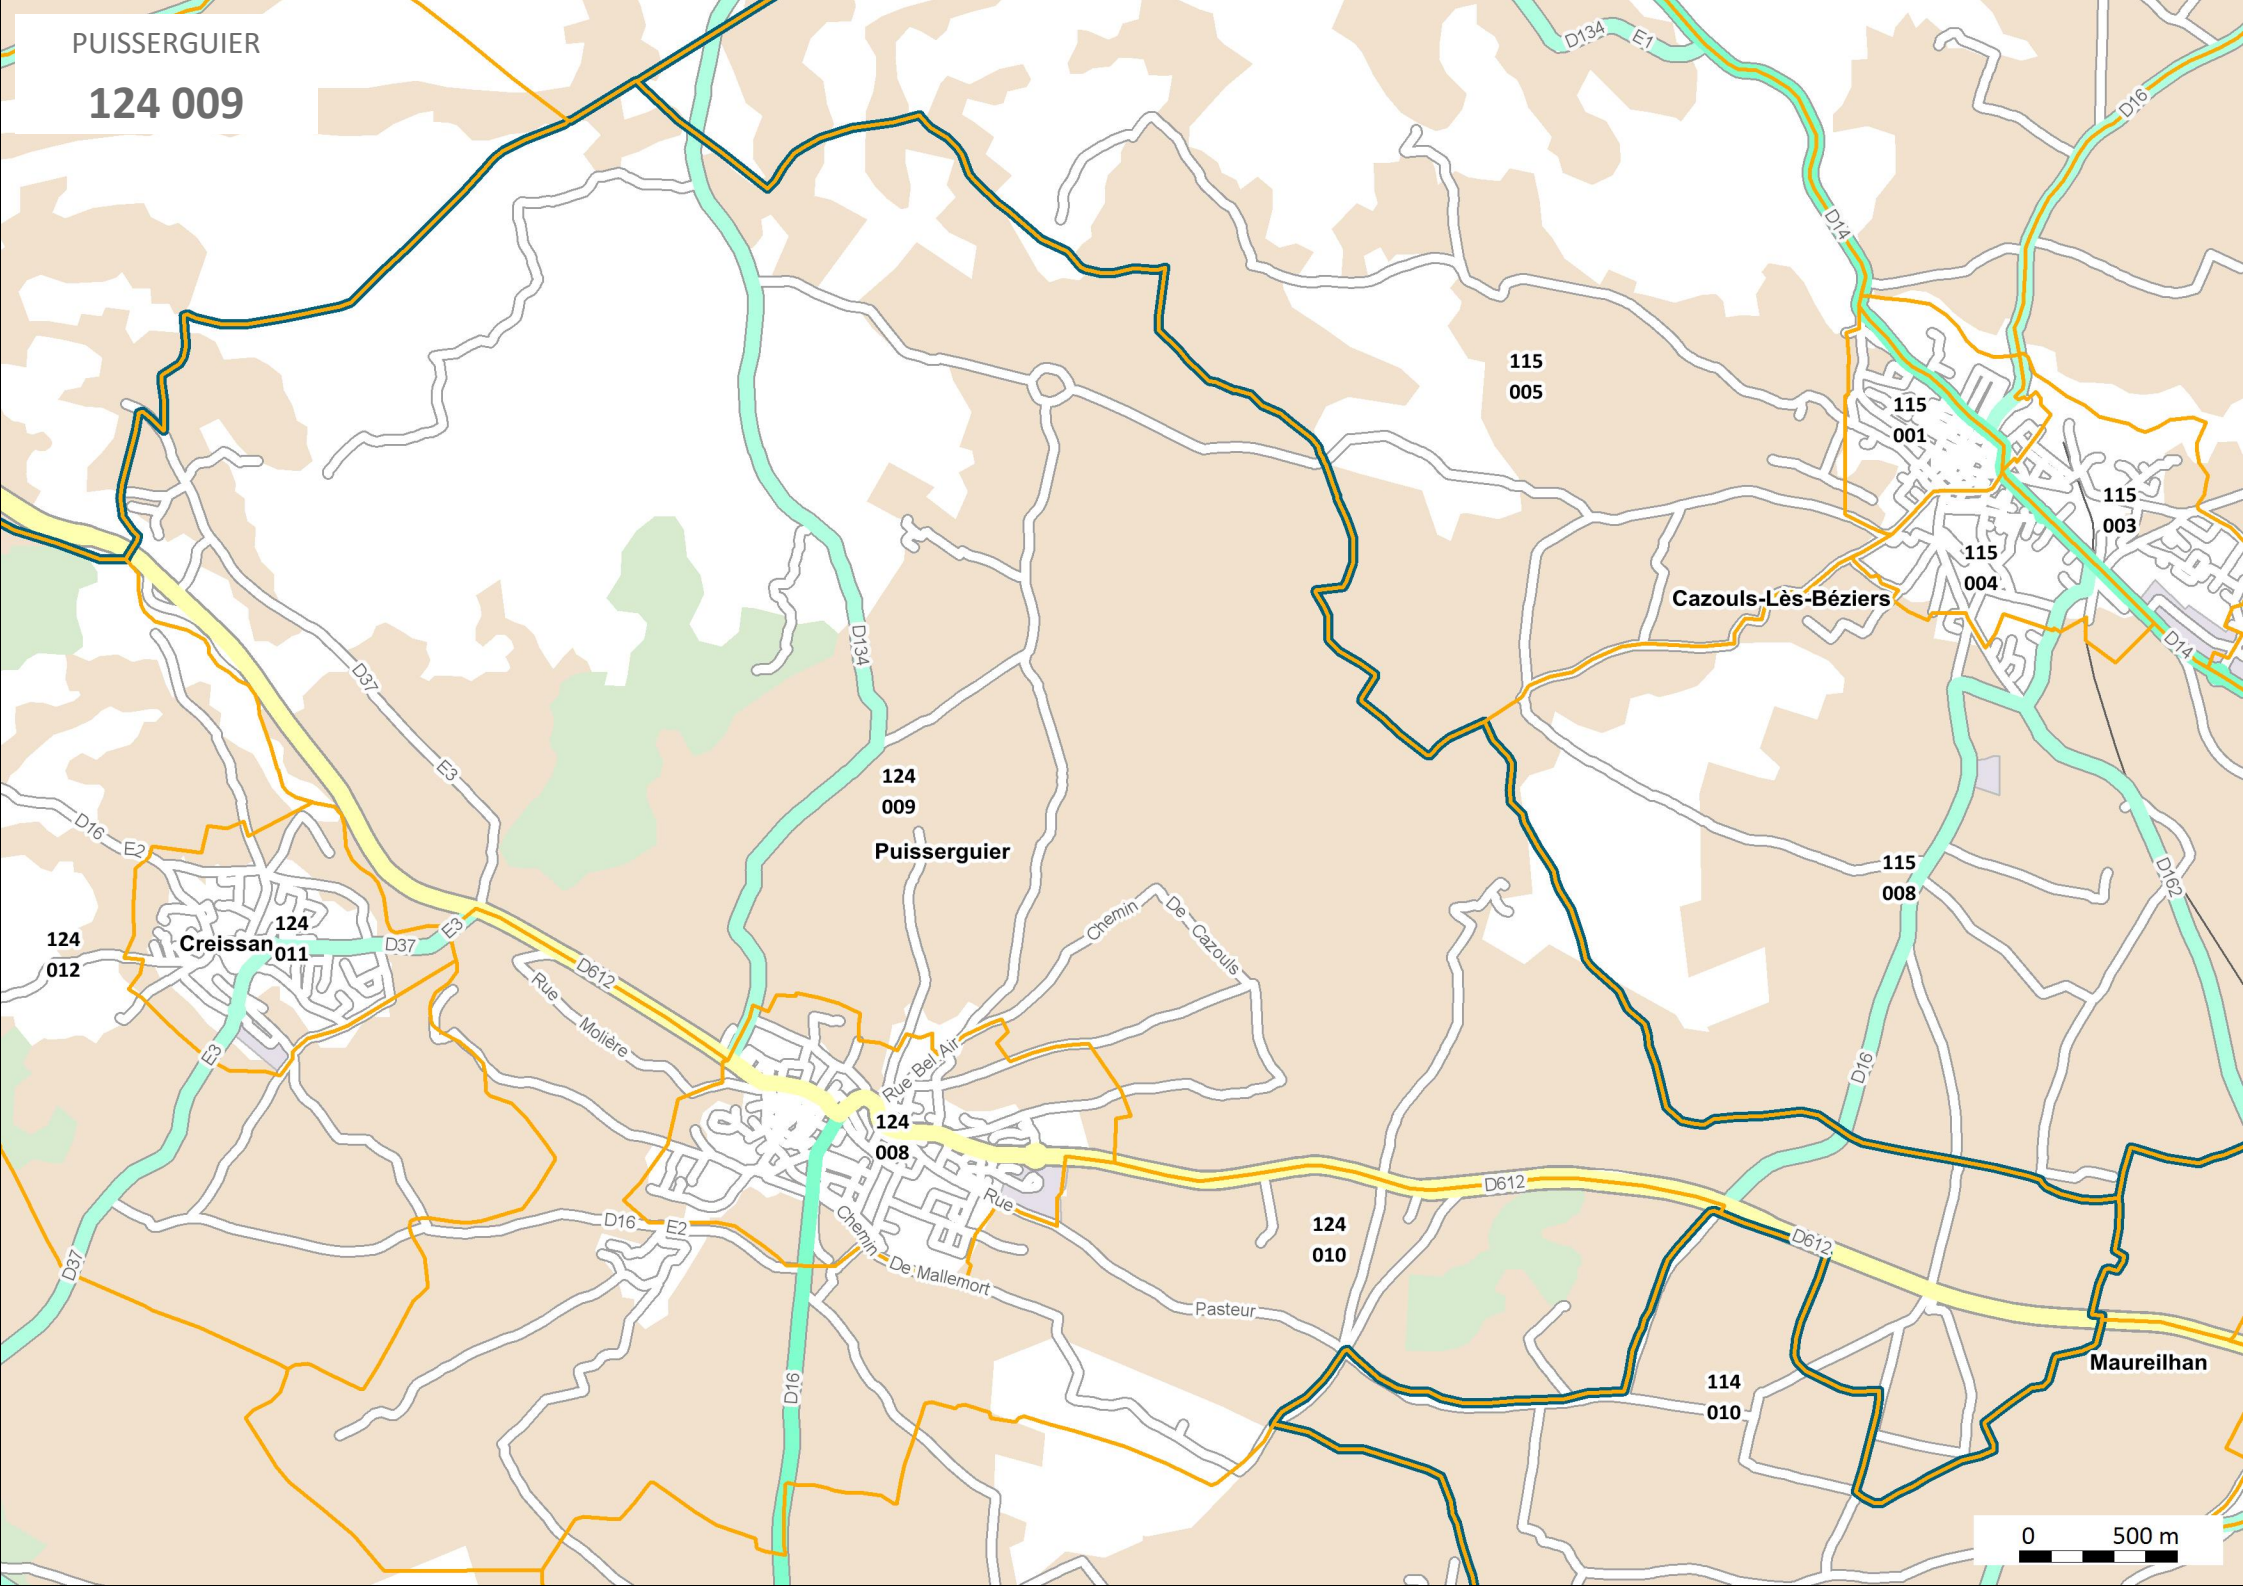 PUISSERGUIER
124 009
D134
E1
D16
D14
115
005
115
001
115
003
115
004
Cazouls-Lès-Béziers
D14
D134
D37
E3
124
009
Puisserguier
D16
E2
115
008
D162
124
011
Creissan
D37
E3
124
012
Chemin
De
Cazouls
D612
Rue
Molière
E3
Rue Bel Air
D16
124
008
D612
Rue
D16
E2
Chemin
De Mallemort
124
010
D612
D37
Pasteur
Maureilhan
D16
114
010
0
500 m